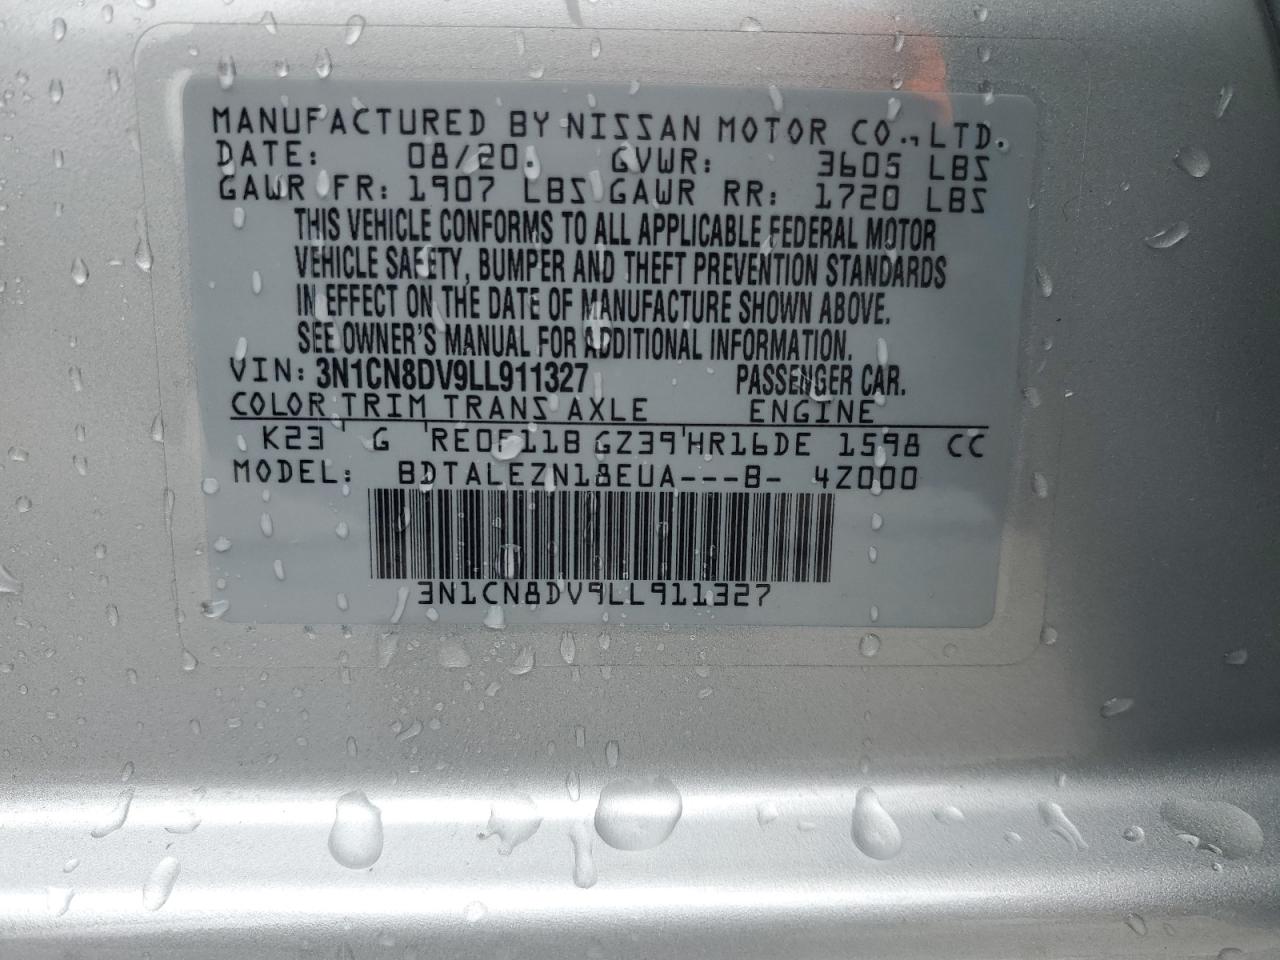 MANUFACTURED BY NISSAN MOTOR CO., LTD.
DATE: 08/20. GVWR: 3605 LBS
GAWR FR: 1907 LBS GAWR RR: 1720 LBS
THIS VEHICLE CONFORMS TO ALL APPLICABLE FEDERAL MOTOR
VEHICLE SAFETY, BUMPER AND THEFT PREVENTION STANDARDS
IN EFFECT ON THE DATE OF MANUFACTURE SHOWN ABOVE.
SEE OWNER'S MANUAL FOR ADDITIONAL INFORMATION.
VIN: 3N1CN8DV9LL911327 PASSENGER CAR.
COLOR TRIM TRANS AXLE ENGINE
K23 G RE0F11B GZ39 HR16DE 1598 CC
MODEL: BDTALEZN18EUA---B- 4Z000
3N1CN8DV9LL911327